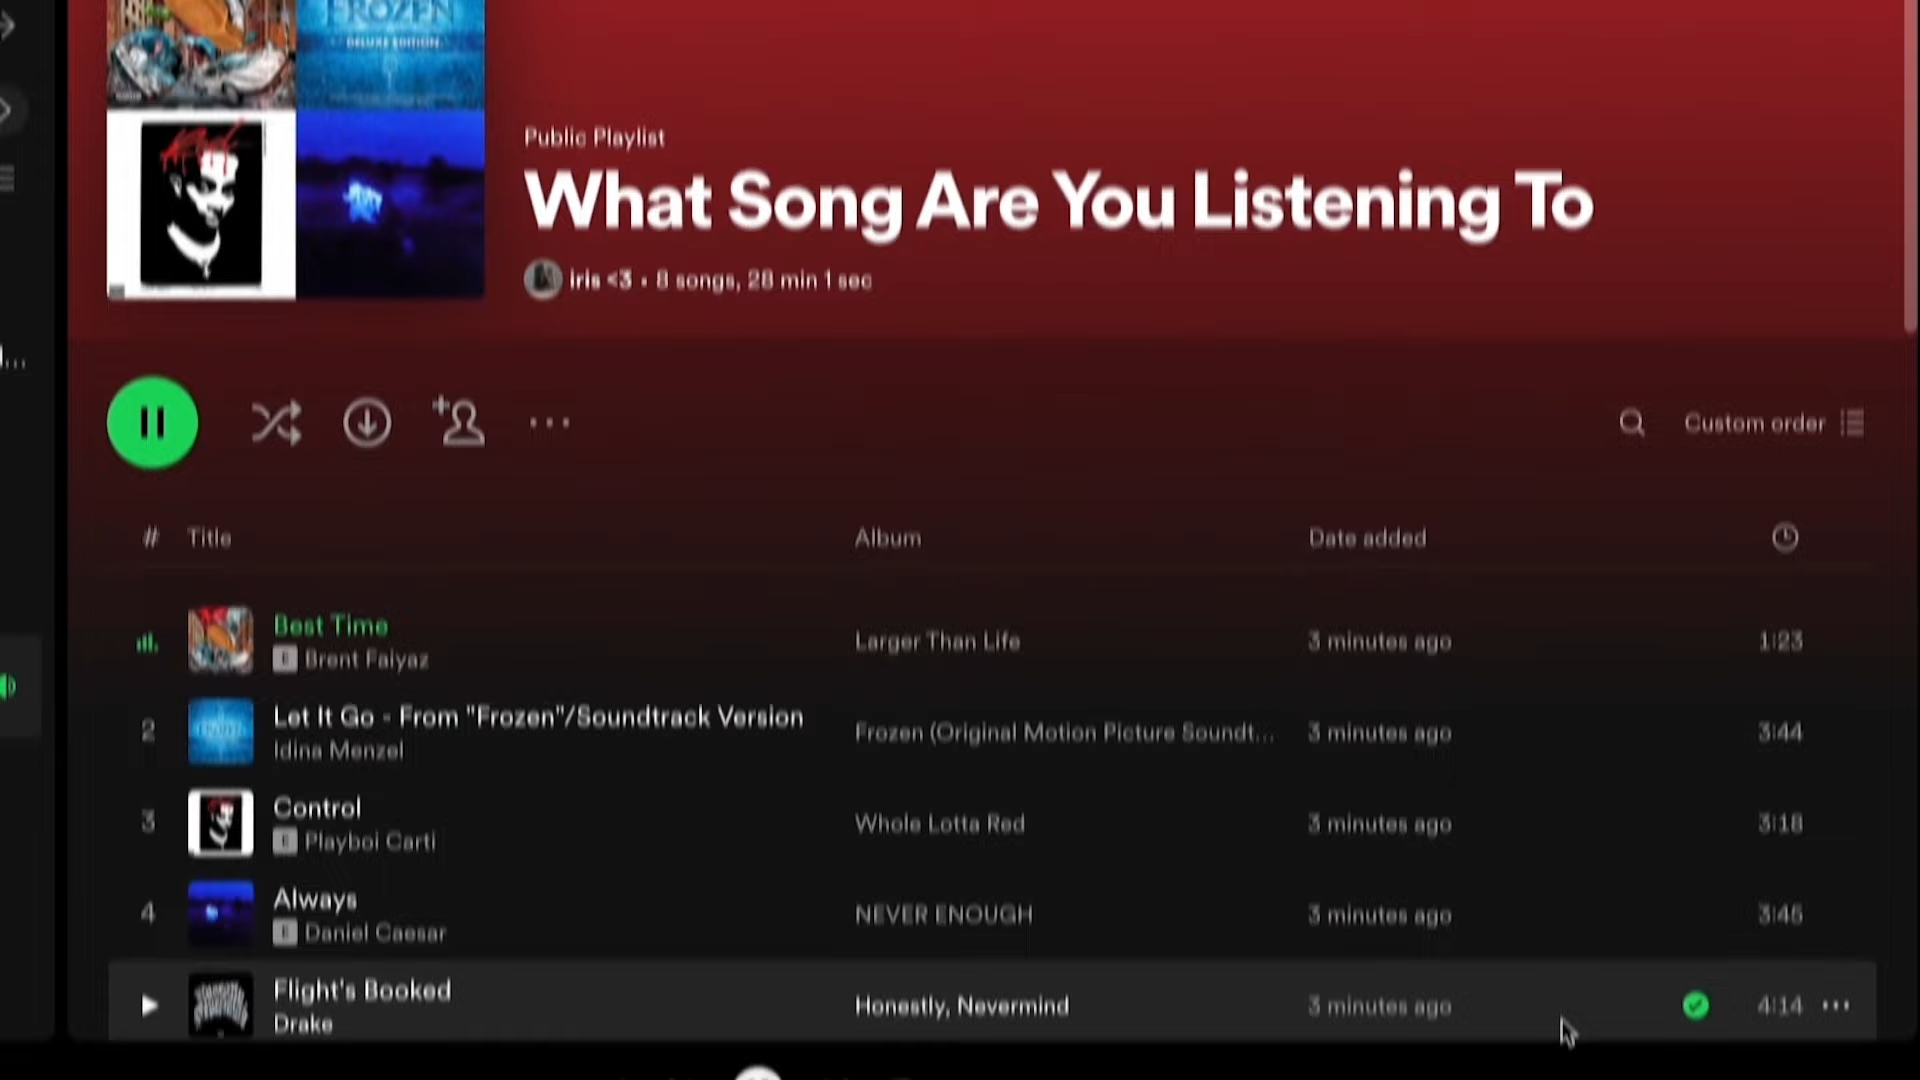 FROZEN
DELUXE EDITION
Public Playlist
What Song Are You Listening To
iris <3 • 8 songs, 28 min 1 sec
Custom order
# Title Album Date added
Best Time
E Brent Faiyaz
Larger Than Life 3 minutes ago 1:23
2 Let It Go - From "Frozen"/Soundtrack Version
Idina Menzel
Frozen (Original Motion Picture Soundt... 3 minutes ago 3:44
3 Control
E Playboi Carti
Whole Lotta Red 3 minutes ago 3:18
4 Always
E Daniel Caesar
NEVER ENOUGH 3 minutes ago 3:45
Flight's Booked
Drake
Honestly, Nevermind 3 minutes ago 4:14